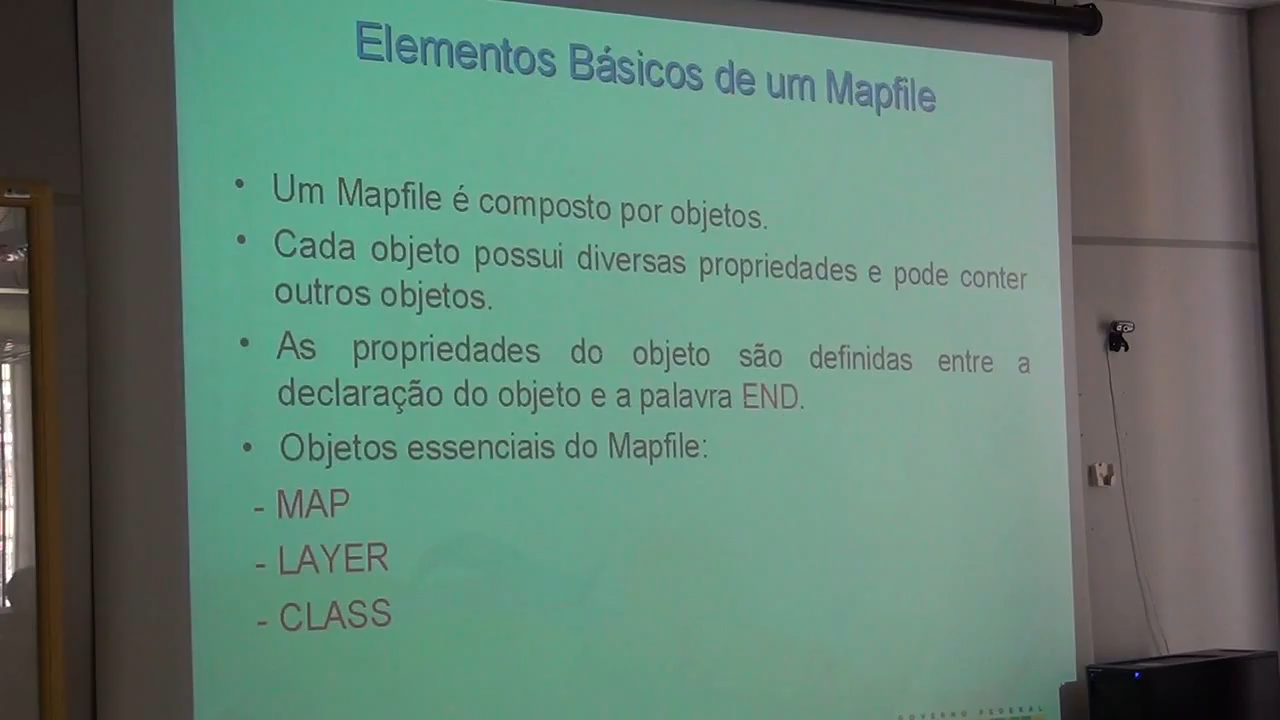 Elementos Básicos de um Mapfile
• Um Mapfile é composto por objetos.
• Cada objeto possui diversas propriedades e pode conter
outros objetos.
• As propriedades do objeto são definidas entre a
declaração do objeto e a palavra END.
• Objetos essenciais do Mapfile:
- MAP
- LAYER
- CLASS
GOVERNO FEDERAL